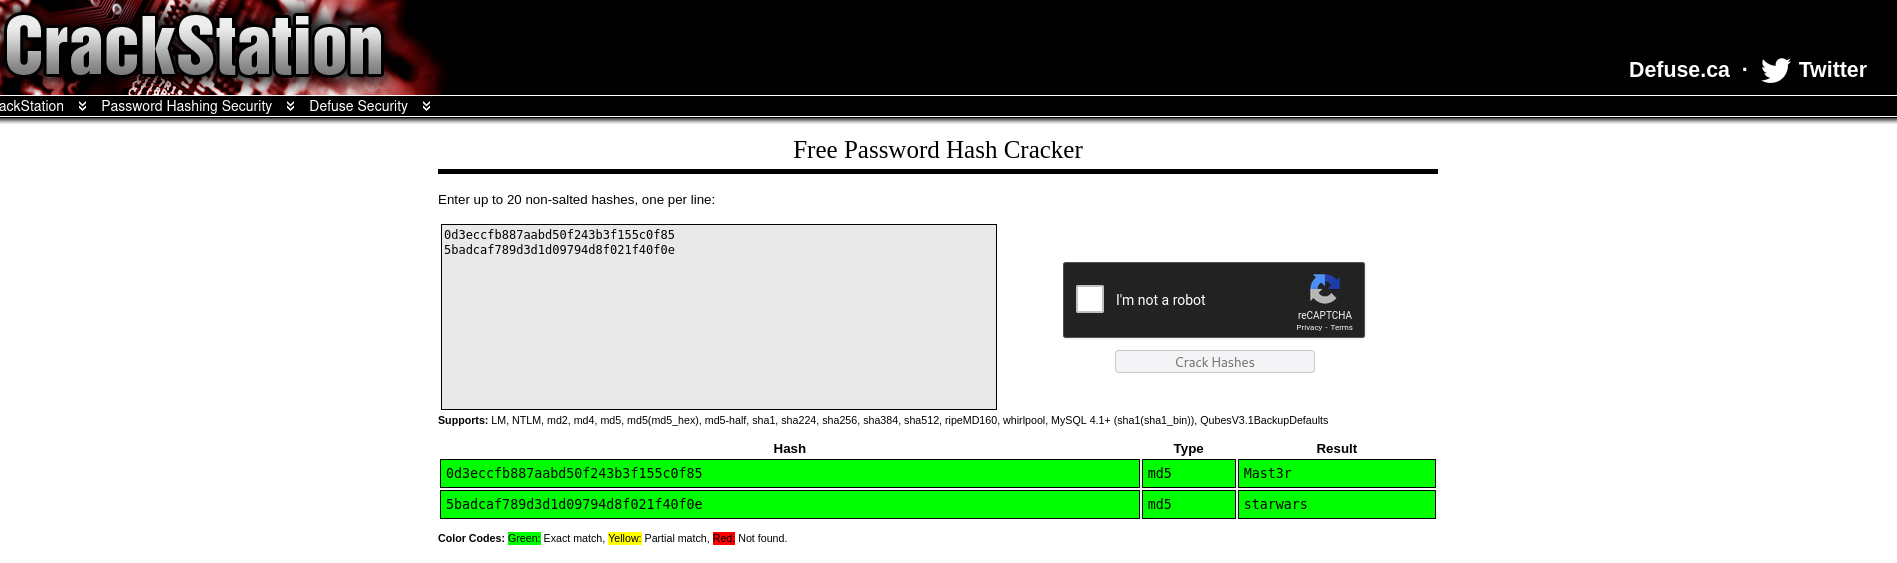 CrackStation
Defuse.ca · Twitter
ackStation Password Hashing Security Defuse Security
Free Password Hash Cracker
Enter up to 20 non-salted hashes, one per line:
0d3eccfb887aabd50f243b3f155c0f85
5badcaf789d3d1d09794d8f021f40f0e
I'm not a robot
reCAPTCHA
Privacy - Terms
Crack Hashes
Supports: LM, NTLM, md2, md4, md5, md5(md5_hex), md5-half, sha1, sha224, sha256, sha384, sha512, ripeMD160, whirlpool, MySQL 4.1+ (sha1(sha1_bin)), QubesV3.1BackupDefaults
Hash Type Result
0d3eccfb887aabd50f243b3f155c0f85 md5 Mast3r
5badcaf789d3d1d09794d8f021f40f0e md5 starwars
Color Codes: Green: Exact match, Yellow: Partial match, Red: Not found.